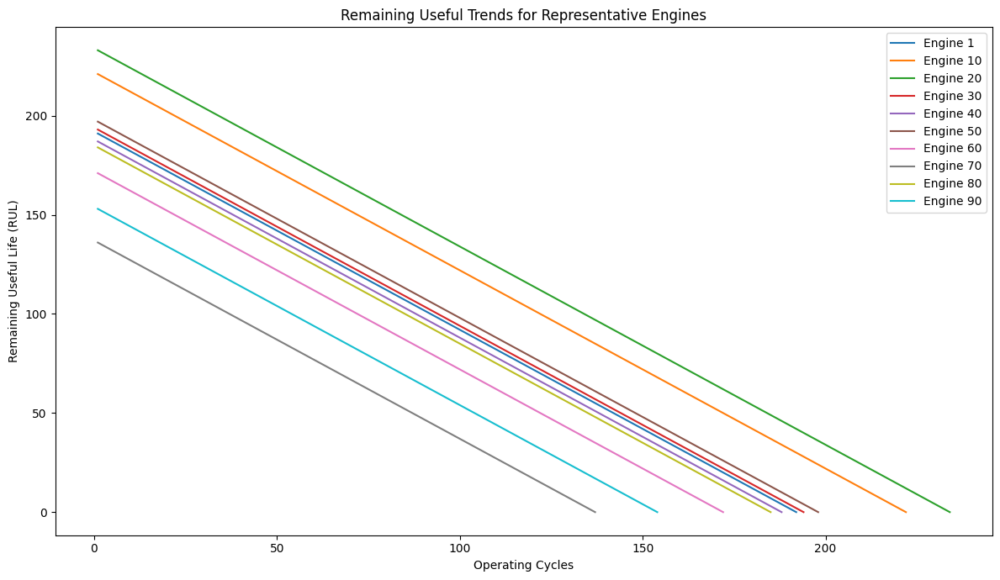 Remaining Useful Trends for Representative Engines
Engine 1
Engine 10
Engine 20
Engine 30
Engine 40
Engine 50
Engine 60
Engine 70
Engine 80
Engine 90
Remaining Useful Life (RUL)
200
150
100
50
0
0 50 100 150 200
Operating Cycles